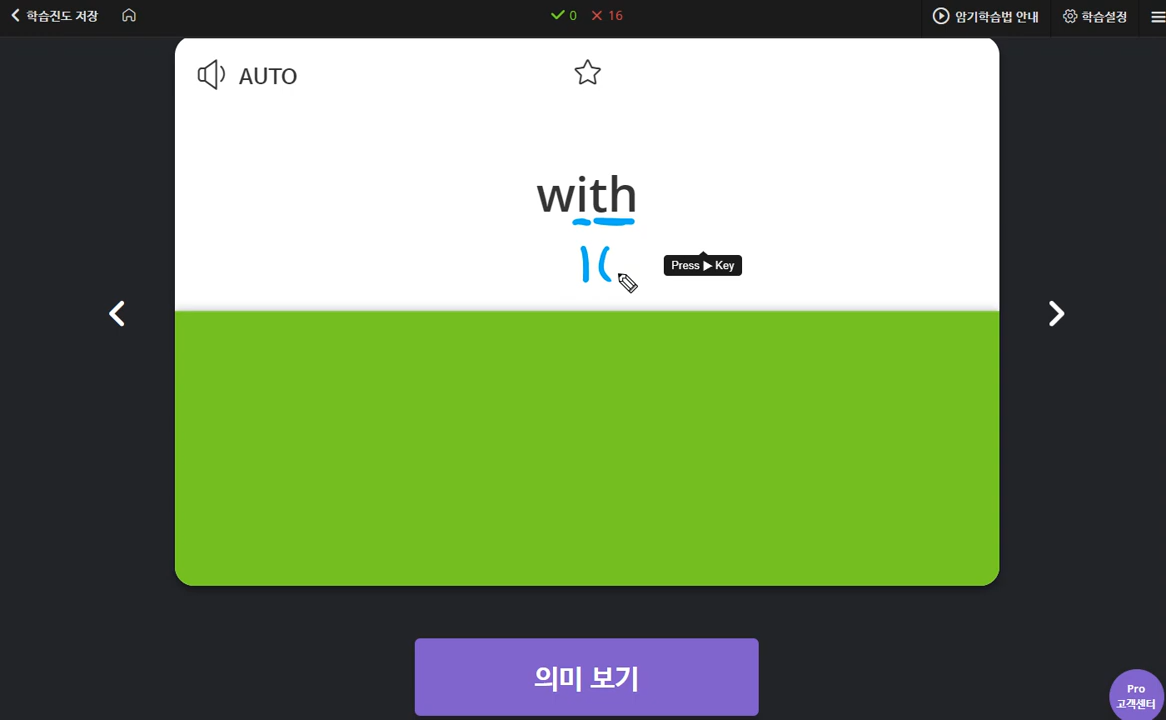 학습진도 저장
0 16
암기학습법 안내
학습설정
AUTO
with
Press ▶ Key
의미 보기
Pro
고객센터